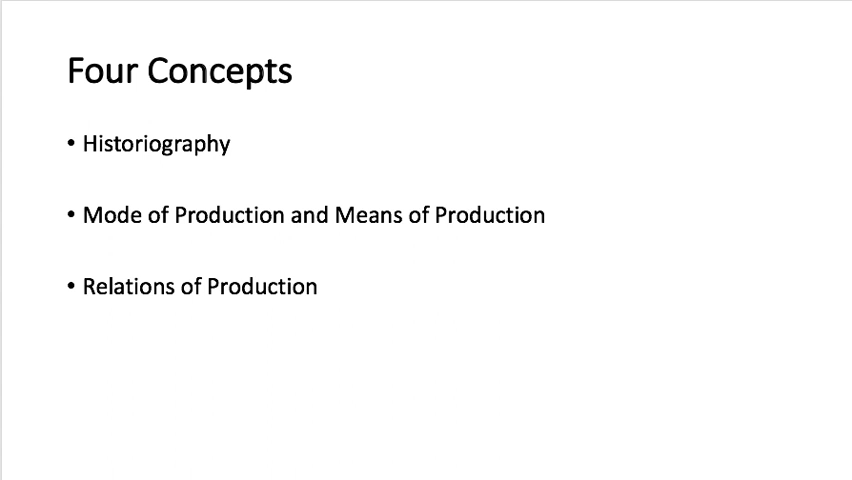 Four Concepts
• Historiography
• Mode of Production and Means of Production
• Relations of Production